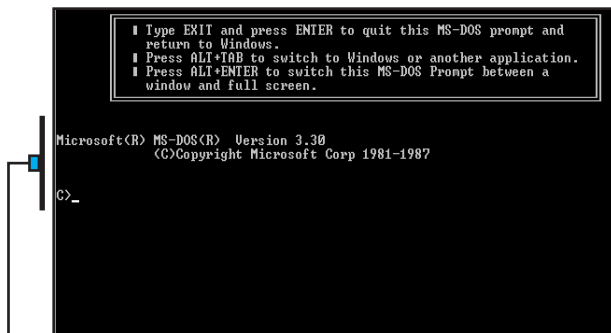 Type EXIT and press ENTER to quit this MS-DOS prompt and
return to Windows.
Press ALT+TAB to switch to Windows or another application.
Press ALT+ENTER to switch this MS-DOS Prompt between a
window and full screen.
Microsoft(R) MS-DOS(R)  Version 3.30
(C)Copyright Microsoft Corp 1981-1987
C>_